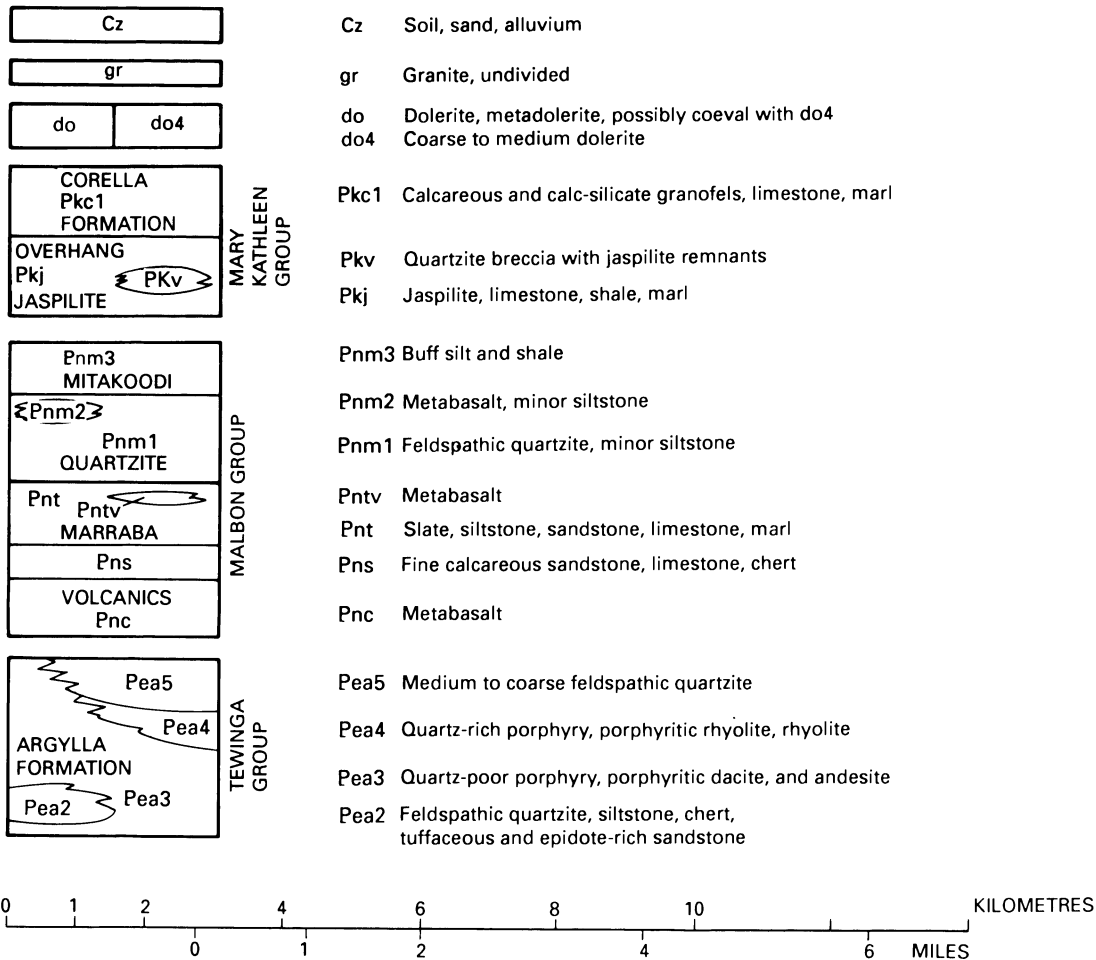 Cz
Cz Soil, sand, alluvium
gr
gr Granite, undivided
do do4
do Dolerite, metadolerite, possibly coeval with do4
do4 Coarse to medium dolerite
CORELLA
Pkc1
FORMATION
OVERHANG
Pkj PKv
JASPILITE
MARY
KATHLEEN
GROUP
Pkc1 Calcareous and calc-silicate granofels, limestone, marl
Pkv Quartzite breccia with jaspilite remnants
Pkj Jaspilite, limestone, shale, marl
Pnm3
MITAKOODI
Pnm2
Pnm1
QUARTZITE
Pnt
Pntv
MARRABA
Pns
VOLCANICS
Pnc
MALBON GROUP
Pnm3 Buff silt and shale
Pnm2 Metabasalt, minor siltstone
Pnm1 Feldspathic quartzite, minor siltstone
Pntv Metabasalt
Pnt Slate, siltstone, sandstone, limestone, marl
Pns Fine calcareous sandstone, limestone, chert
Pnc Metabasalt
Pea5
Pea4
ARGYLLA
FORMATION
Pea3
Pea2
TEWINGA
GROUP
Pea5 Medium to coarse feldspathic quartzite
Pea4 Quartz-rich porphyry, porphyritic rhyolite, rhyolite
Pea3 Quartz-poor porphyry, porphyritic dacite, and andesite
Pea2 Feldspathic quartzite, siltstone, chert,
tuffaceous and epidote-rich sandstone
0 1 2 4 6 8 10 KILOMETRES
0 1 2 4 6 MILES